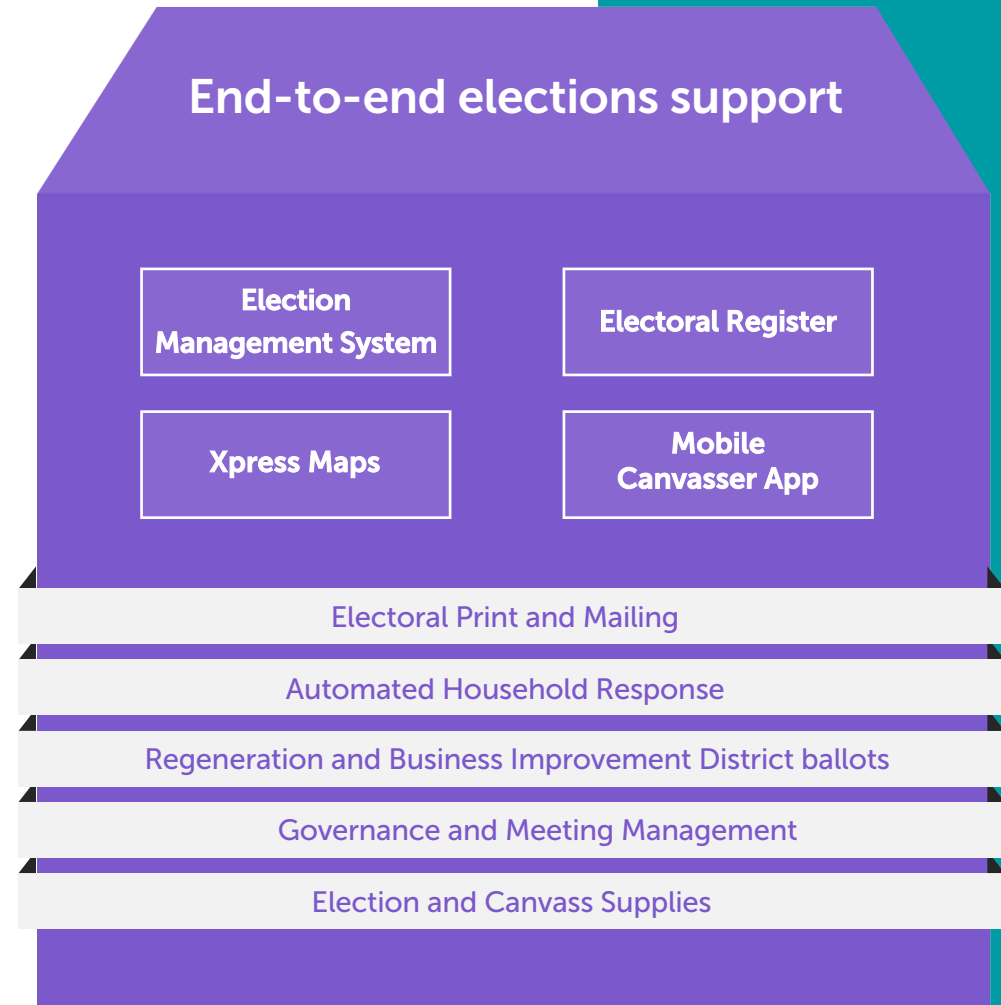 End-to-end elections support
Election
Management System
Electoral Register
Xpress Maps
Mobile
Canvasser App
Electoral Print and Mailing
Automated Household Response
Regeneration and Business Improvement District ballots
Governance and Meeting Management
Election and Canvass Supplies